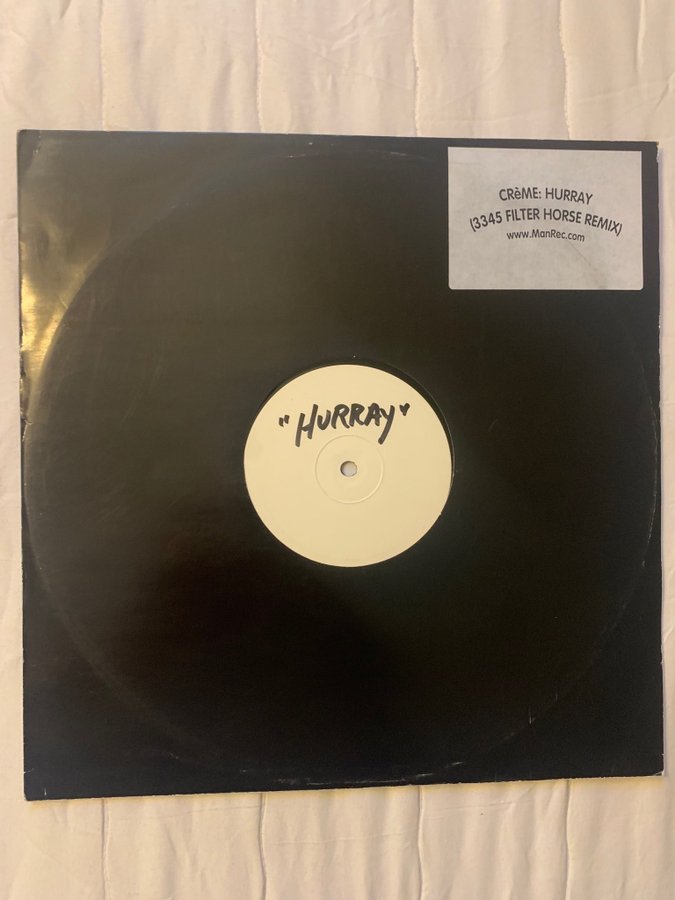 CRèME: HURRAY
(3345 FILTER HORSE REMIX)
www.ManRec.com
"HURRAY"